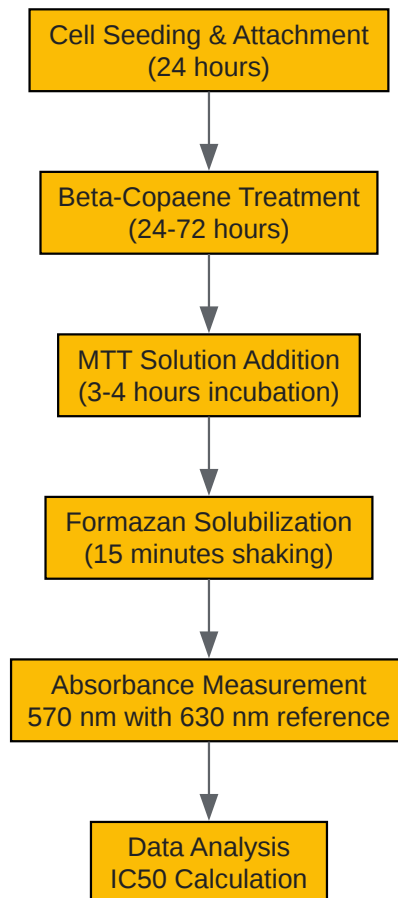 Cell Seeding & Attachment
(24 hours)
Beta-Copaene Treatment
(24-72 hours)
MTT Solution Addition
(3-4 hours incubation)
Formazan Solubilization
(15 minutes shaking)
Absorbance Measurement
570 nm with 630 nm reference
Data Analysis
IC50 Calculation